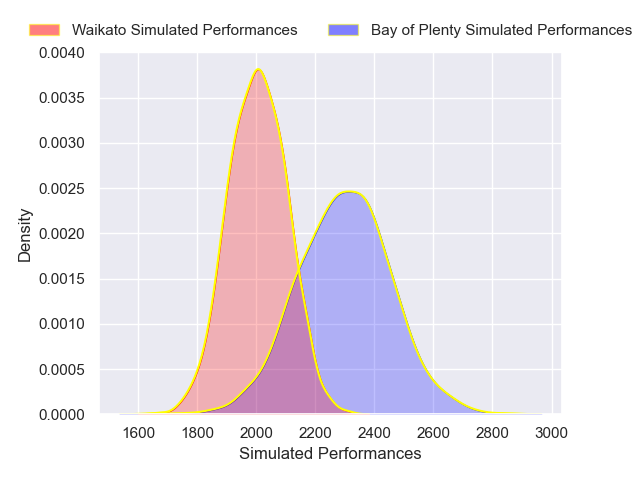 Waikato Simulated Performances Bay of Plenty Simulated Performances
0.0040
0.0035
0.0030
0.0025
0.0020
0.0015
0.0010
0.0005
0.0000
Density
1600 1800 2000 2200 2400 2600 2800 3000
Simulated Performances